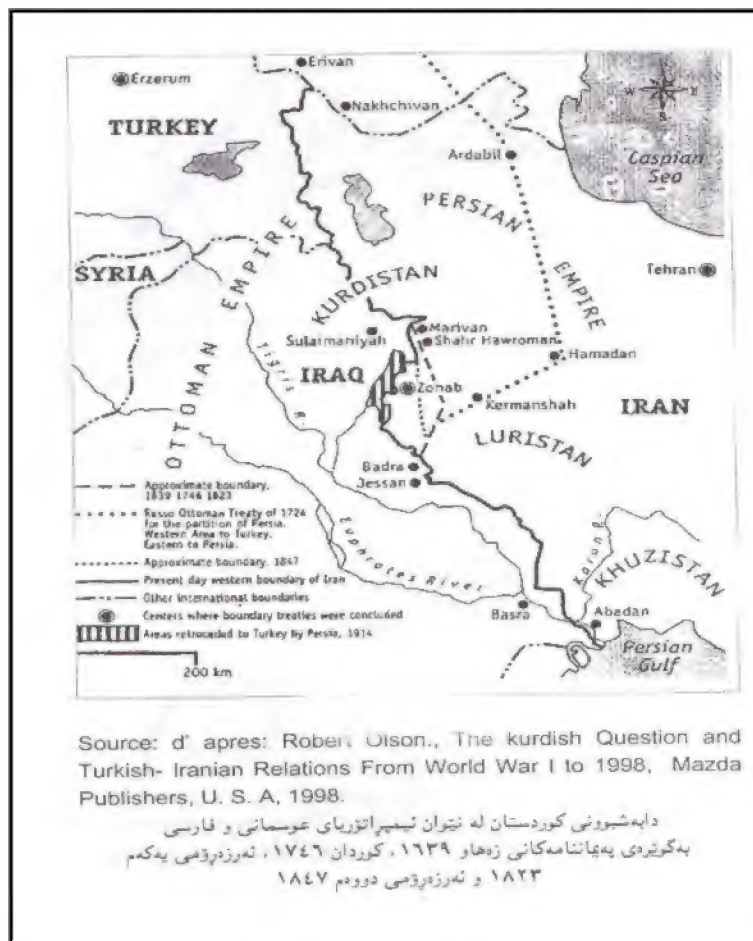 Erivan
Erzerum
Nakhchivan
TURKEY
W E
S
Ardabil
Caspian
Sea
PERSIAN
EMPIRE
SYRIA
OTTOMAN EMPIRE
KURDISTAN
Tehran
Sulaimaniyah
Marivan
Shahr Hawroman
Hamadan
Tigris R.
IRAQ
Zohab
Kermanshah
IRAN
LURISTAN
Badra
Jessan
Approximate boundary,
1639 1746 1823
Russo Ottoman Treaty of 1724
for the partition of Persia.
Western Area to Turkey.
Eastern to Persia.
Approximate boundary, 1847
Present day western boundary of Iran
Other international boundaries
Centers where boundary treaties were concluded
Areas retroceded to Turkey by Persia, 1914
200 km
Euphrates River
Karon R.
KHUZISTAN
Basra
Abadan
Persian
Gulf
Source: d' apres: Robert Olson., The kurdish Question and
Turkish- Iranian Relations From World War I to 1998, Mazda
Publishers, U. S. A, 1998.
دابەشبوونی کوردستان لە نێوان ئیمپراتۆریای عوسمانی و فارسی
بەگوێرەی پەیماننامەکانی زەهاو ١٦٣٩، کوردان ١٧٤٦، ئەرزەرۆمی یەکەم
١٨٢٣ و ئەرزەرۆمی دووەم ١٨٤٧